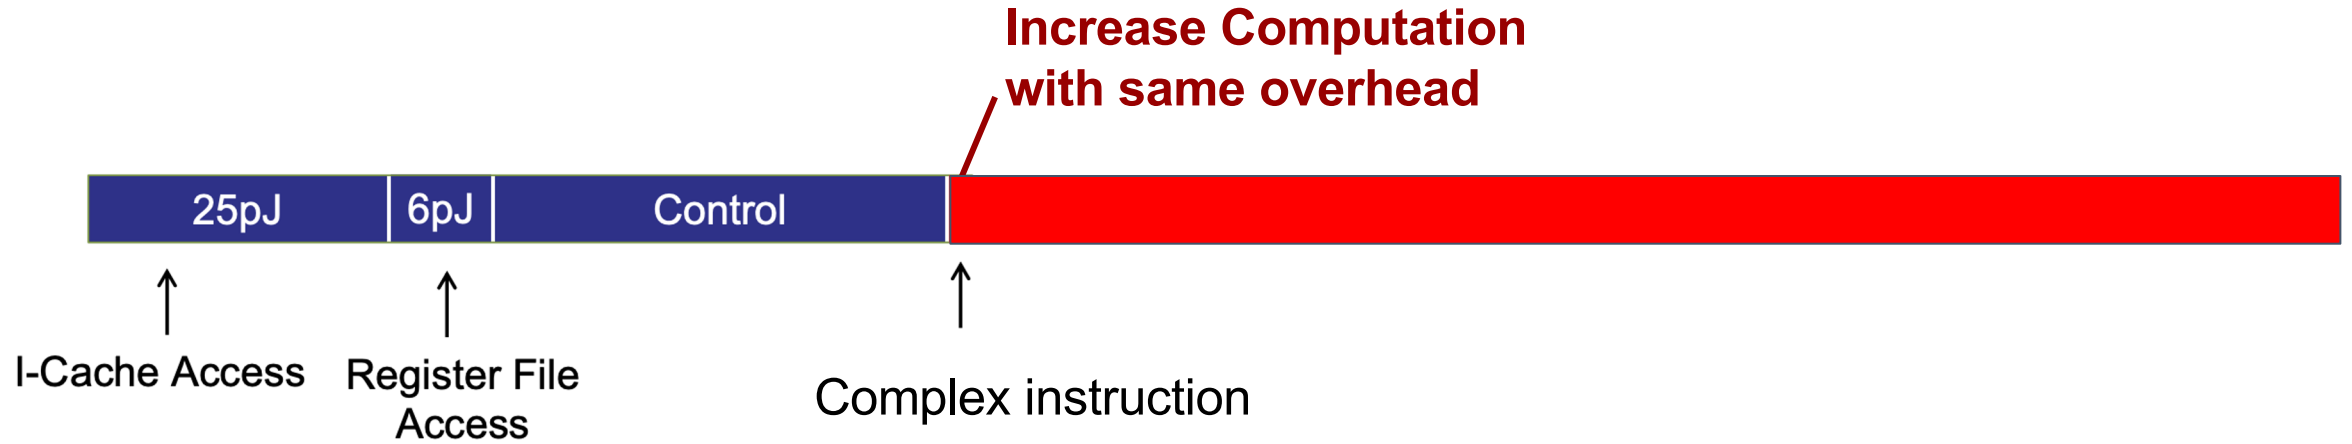 Increase Computation
with same overhead
25pJ
6pJ
Control
I-Cache Access
Register File
Access
Complex instruction